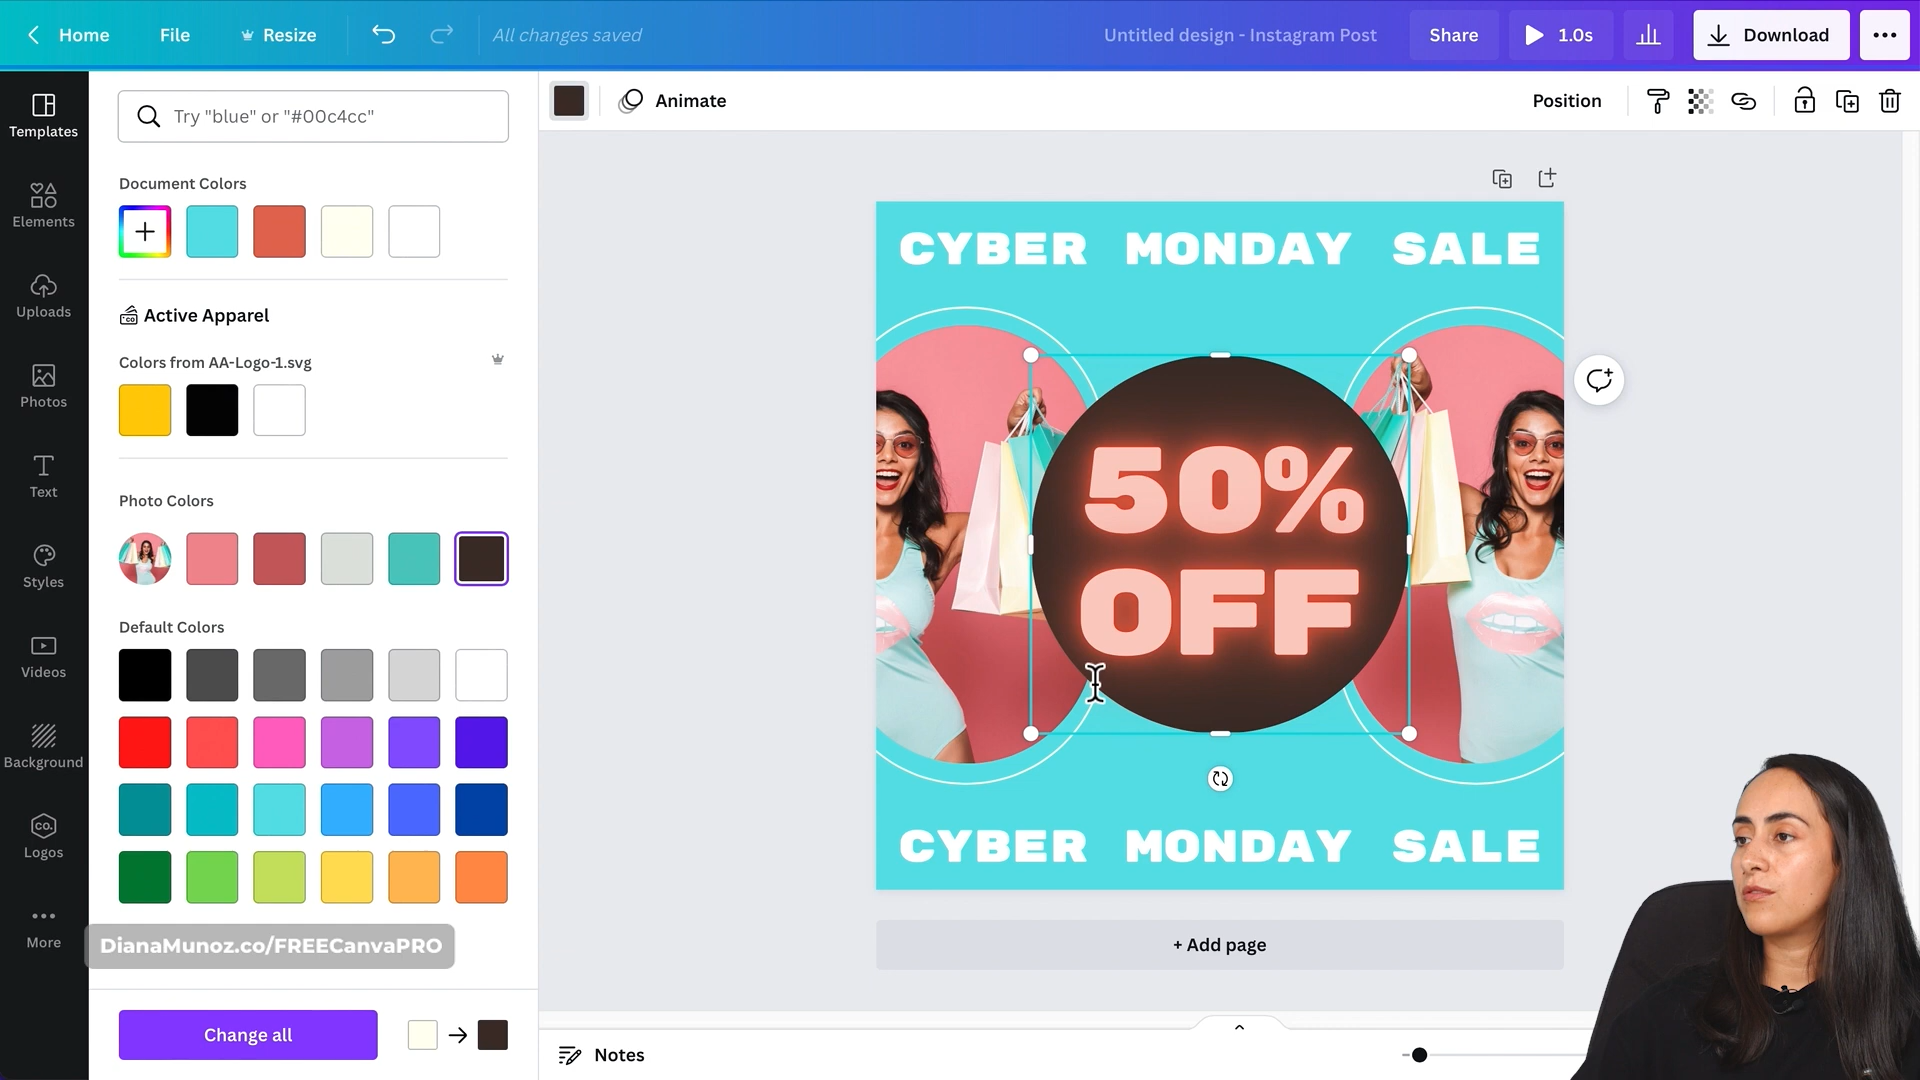 Home
File
Resize
All changes saved
Untitled design - Instagram Post
Share
1.0s
Download
Templates
Elements
Uploads
Photos
Text
Styles
Videos
Background
Logos
co.
More
Try "blue" or "#00c4cc"
Document Colors
Active Apparel
Colors from AA-Logo-1.svg
Photo Colors
Default Colors
DianaMunoz.co/FREECanvaPRO
Change all
Animate
Position
CYBER MONDAY SALE
50%
OFF
CYBER MONDAY SALE
+ Add page
Notes